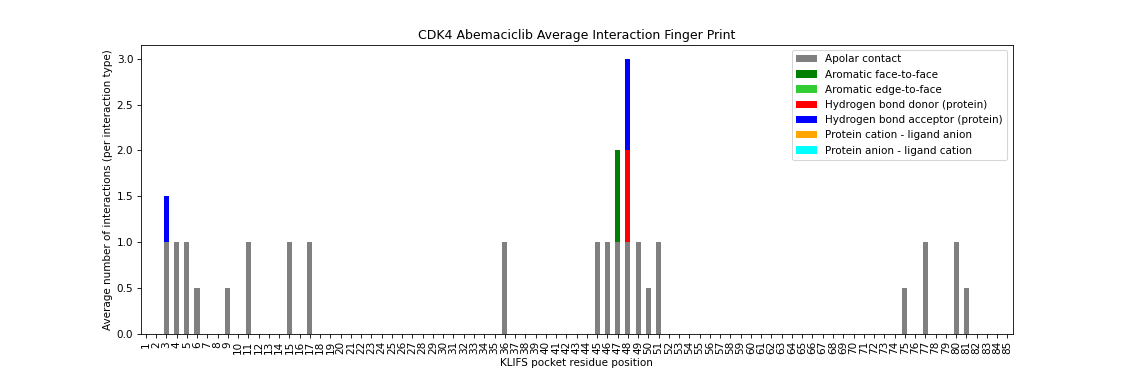 CDK4 Abemaciclib Average Interaction Finger Print
Average number of interactions (per interaction type)
3.0
2.5
2.0
1.5
1.0
0.5
0.0
Apolar contact
Aromatic face-to-face
Aromatic edge-to-face
Hydrogen bond donor (protein)
Hydrogen bond acceptor (protein)
Protein cation - ligand anion
Protein anion - ligand cation
1 2 3 4 5 6 7 8 9 10 11 12 13 14 15 16 17 18 19 20 21 22 23 24 25 26 27 28 29 30 31 32 33 34 35 36 37 38 39 40 41 42 43 44 45 46 47 48 49 50 51 52 53 54 55 56 57 58 59 60 61 62 63 64 65 66 67 68 69 70 71 72 73 74 75 76 77 78 79 80 81 82 83 84 85
KLIFS pocket residue position